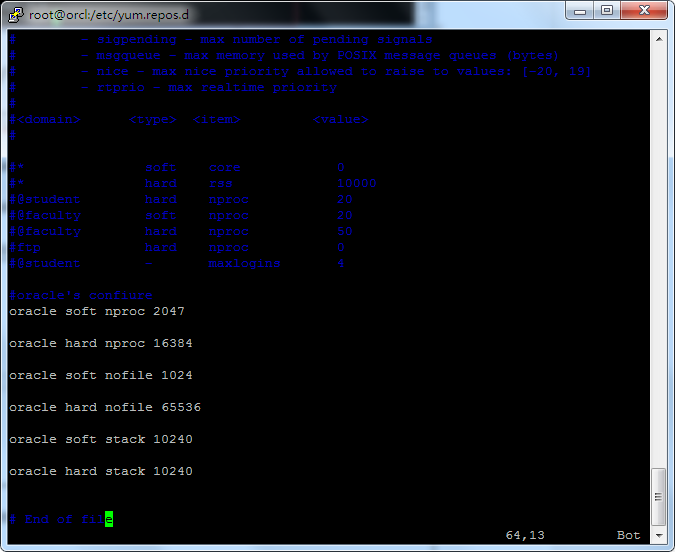 root@orcl:/etc/yum.repos.d
# - sigpending - max number of pending signals
# - msgqueue - max memory used by POSIX message queues (bytes)
# - nice - max nice priority allowed to raise to values: [-20, 19]
# - rtprio - max realtime priority
#
#<domain> <type> <item> <value>
#
#* soft core 0
#* hard rss 10000
#@student hard nproc 20
#@faculty soft nproc 20
#@faculty hard nproc 50
#ftp hard nproc 0
#@student - maxlogins 4
#oracle's confiure
oracle soft nproc 2047
oracle hard nproc 16384
oracle soft nofile 1024
oracle hard nofile 65536
oracle soft stack 10240
oracle hard stack 10240
# End of file
64,13 Bot